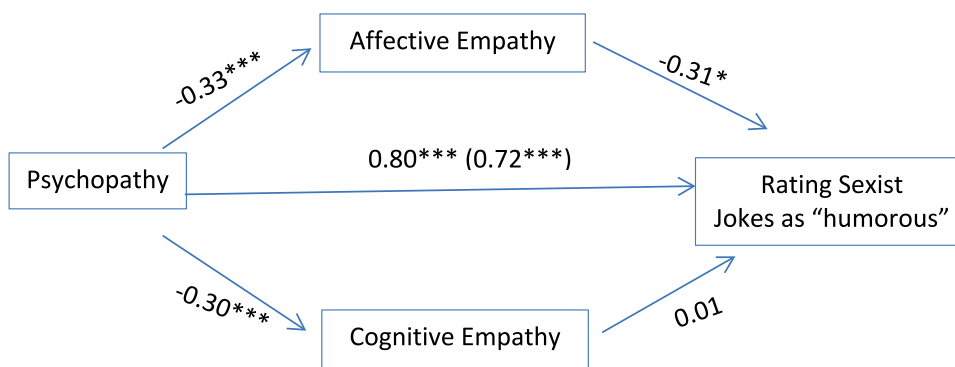 Affective Empathy
-0.33***
-0.31*
0.80*** (0.72***)
Psychopathy
Rating Sexist
Jokes as “humorous”
-0.30***
0.01
Cognitive Empathy